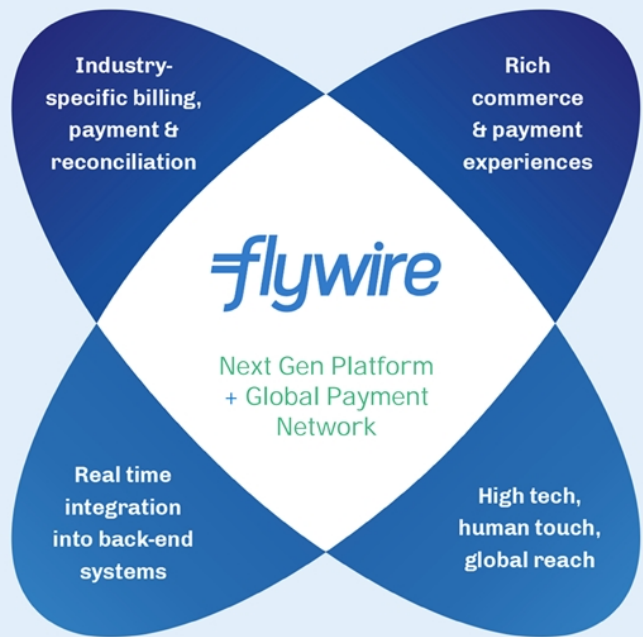 Industry-
specific billing,
payment &
reconciliation
Rich
commerce
& payment
experiences
flywire
Next Gen Platform
+ Global Payment
Network
Real time
integration
into back-end
systems
High tech,
human touch,
global reach